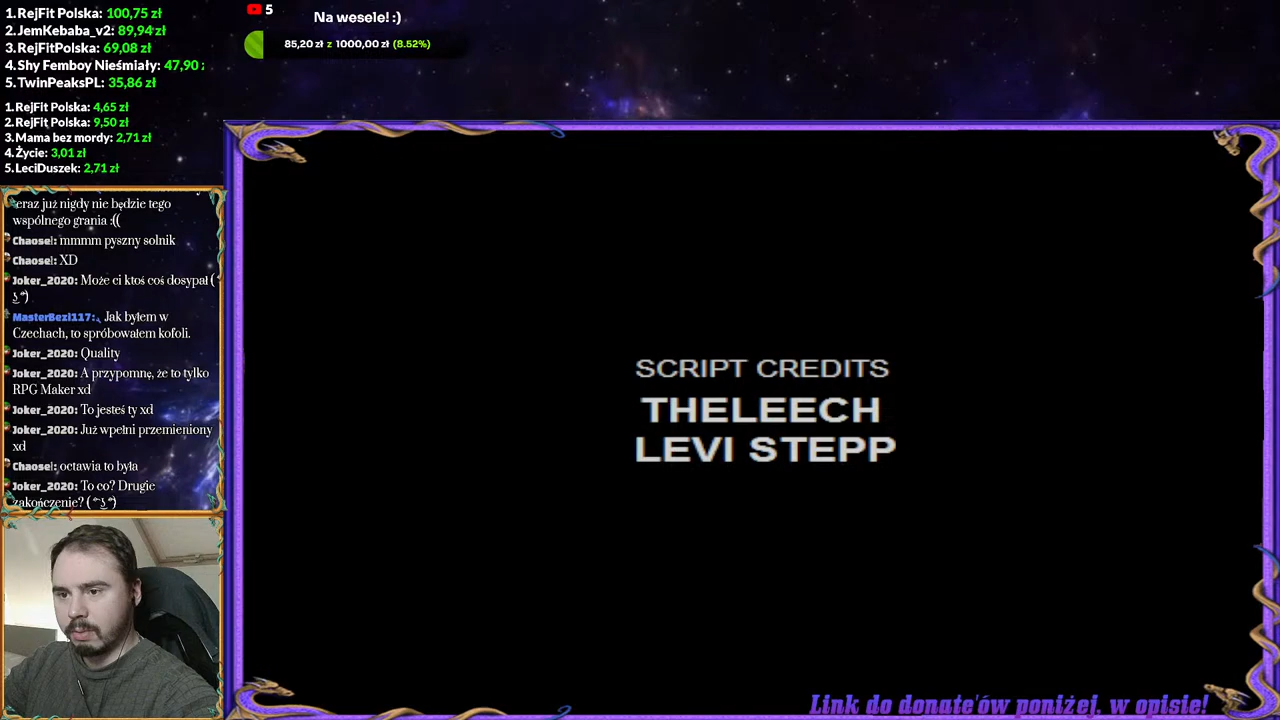 1.RejFit Polska: 100,75 zł
2.JemKebaba_v2: 89,94 zł
3.RejFitPolska: 69,08 zł
4.Shy Femboy Nieśmiały: 47,90
5.TwinPeaksPL: 35,86 zł
1.RejFit Polska: 4,65 zł
2.RejFit Polska: 9,50 zł
3.Mama bez mordy: 2,71 zł
4.Życie: 3,01 zł
5.LeciDuszek: 2,71 zł
5
Na wesele! :)
85,20 zł z 1000,00 zł (8.52%)
eraz już nigdy nie będzie tego
wspólnego grania :((
Chaose!: mmmm pyszny solnik
Chaose!: XD
Joker_2020: Może ci ktoś coś dosypał ( ͡°
͜ʖ ͡°)
MasterBezi117: Jak byłem w
Czechach, to spróbowałem kofoli.
Joker_2020: Quality
Joker_2020: A przypomnę, że to tylko
RPG Maker xd
Joker_2020: To jesteś ty xd
Joker_2020: Już wpełni przemieniony
xd
Chaose!: octavia to była
Joker_2020: To co? Drugie
zakończenie? ( ͡° ͜ʖ ͡°)
SCRIPT CREDITS
THELEECH
LEVI STEPP
Link do donate'ów poniżej, w opisie!